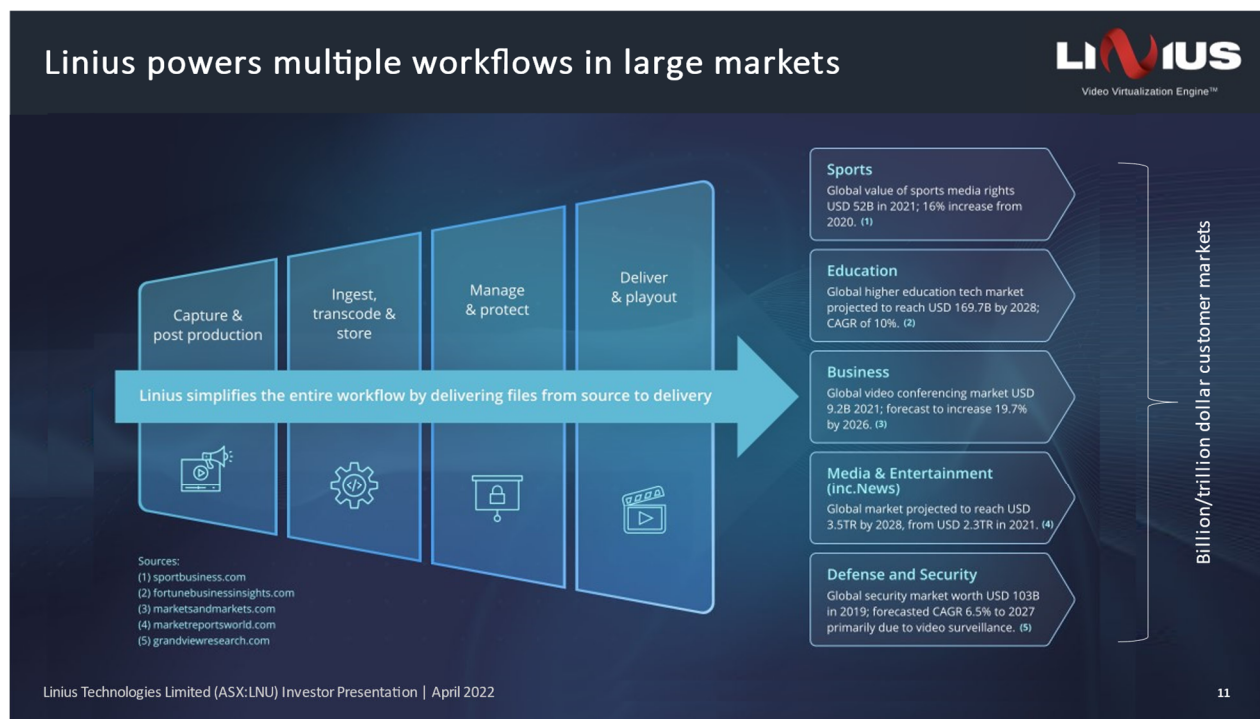 Linius powers multiple workflows in large markets
LINIUS
Video Virtualization Engine™
Capture &
post production
Ingest,
transcode &
store
Manage
& protect
Deliver
& playout
Linius simplifies the entire workflow by delivering files from source to delivery
</>
Sports
Global value of sports media rights
USD 52B in 2021; 16% increase from
2020. (1)
Education
Global higher education tech market
projected to reach USD 169.7B by 2028;
CAGR of 10%. (2)
Business
Global video conferencing market USD
9.2B 2021; forecast to increase 19.7%
by 2026. (3)
Media & Entertainment
(inc.News)
Global market projected to reach USD
3.5TR by 2028, from USD 2.3TR in 2021. (4)
Defense and Security
Global security market worth USD 103B
in 2019; forecasted CAGR 6.5% to 2027
primarily due to video surveillance. (5)
Billion/trillion dollar customer markets
Sources:
(1) sportbusiness.com
(2) fortunebusinessinsights.com
(3) marketsandmarkets.com
(4) marketreportsworld.com
(5) grandviewresearch.com
Linius Technologies Limited (ASX:LNU) Investor Presentation | April 2022
11